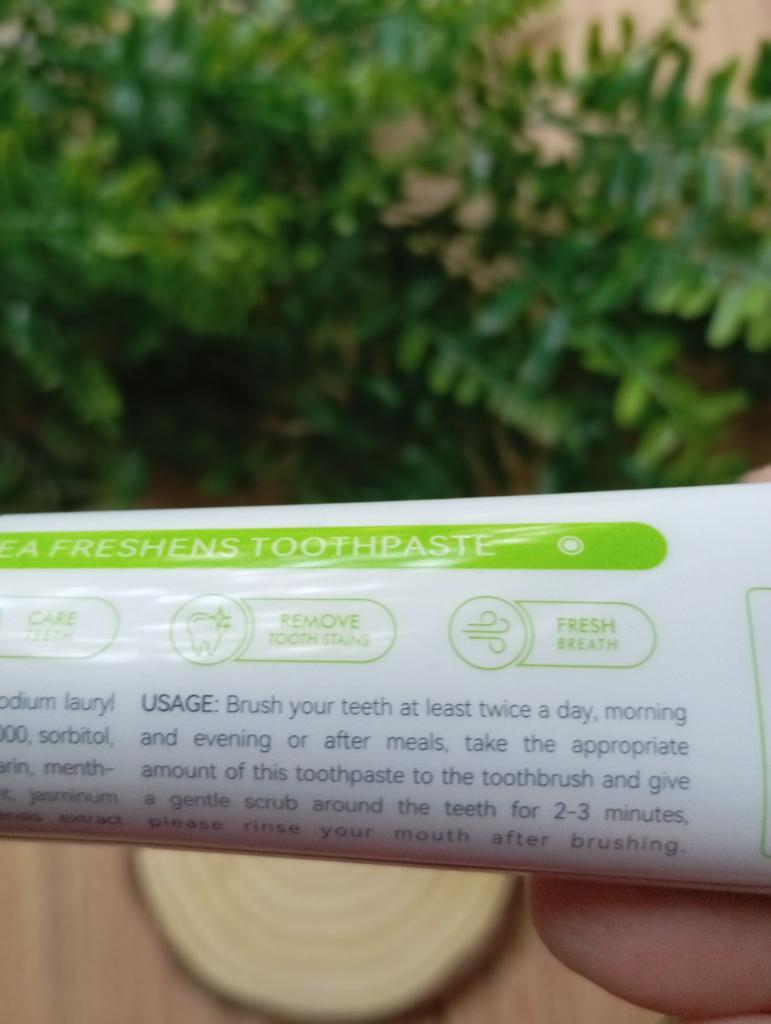 EA FRESHENS TOOTHPASTE
CARE
TEETH
REMOVE
TOOTH STAINS
FRESH
BREATH
odium lauryl
000, sorbitol,
arin, menth-
t, jasminum
ensis extract
USAGE: Brush your teeth at least twice a day, morning
and evening or after meals, take the appropriate
amount of this toothpaste to the toothbrush and give
a gentle scrub around the teeth for 2-3 minutes,
please rinse your mouth after brushing.